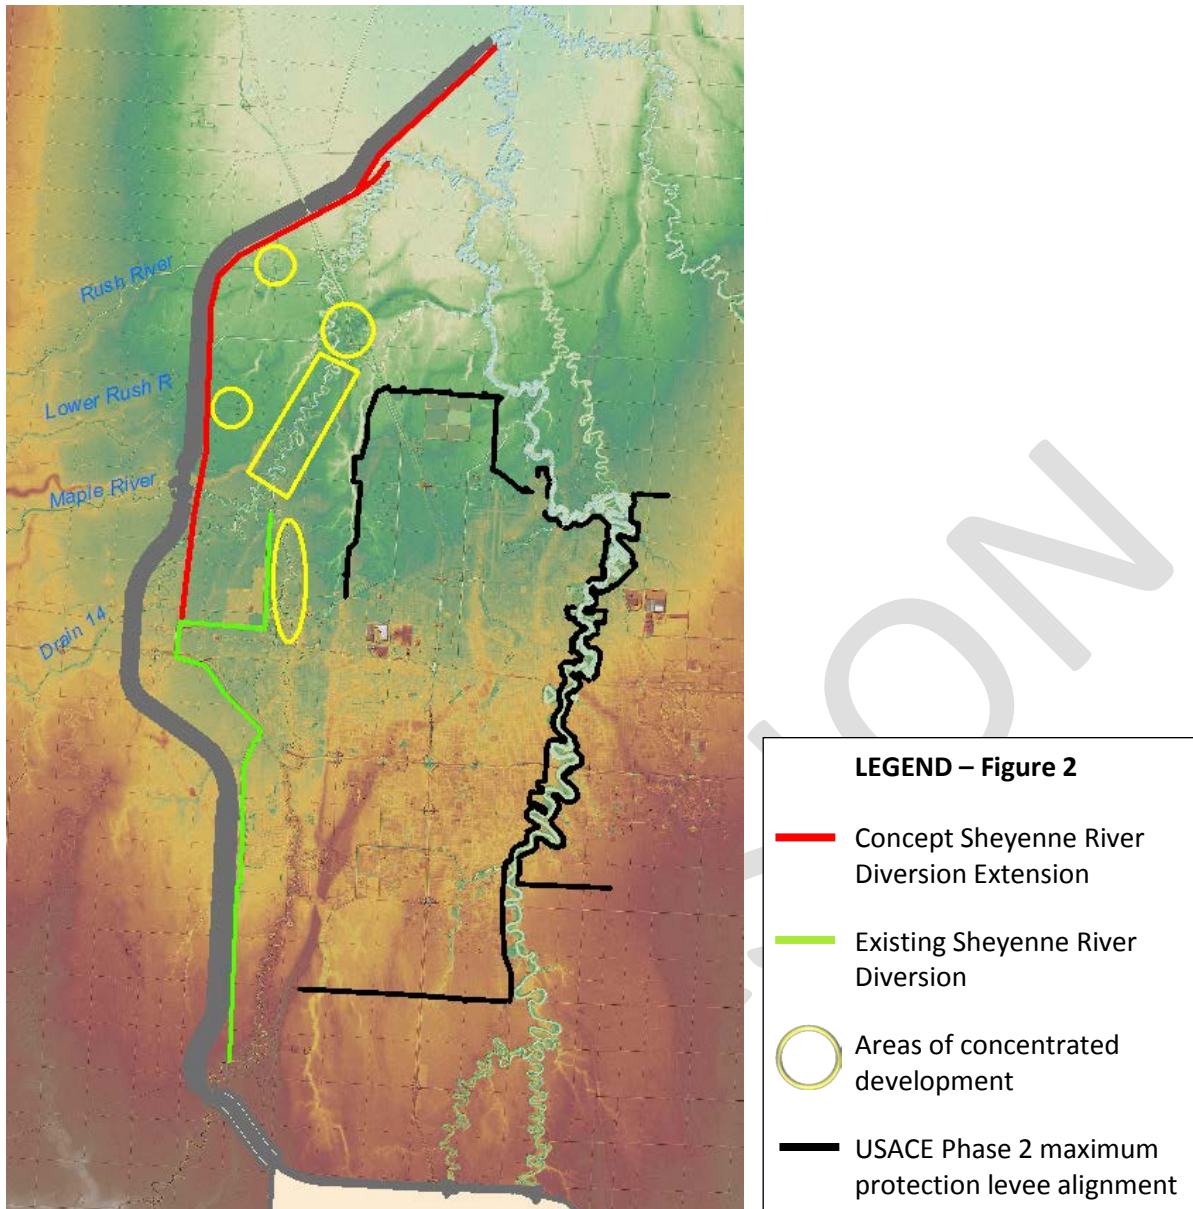 Rush River
Lower Rush R
Maple River
Drain 14
LEGEND – Figure 2
Concept Sheyenne River
Diversion Extension
Existing Sheyenne River
Diversion
Areas of concentrated
development
USACE Phase 2 maximum
protection levee alignment